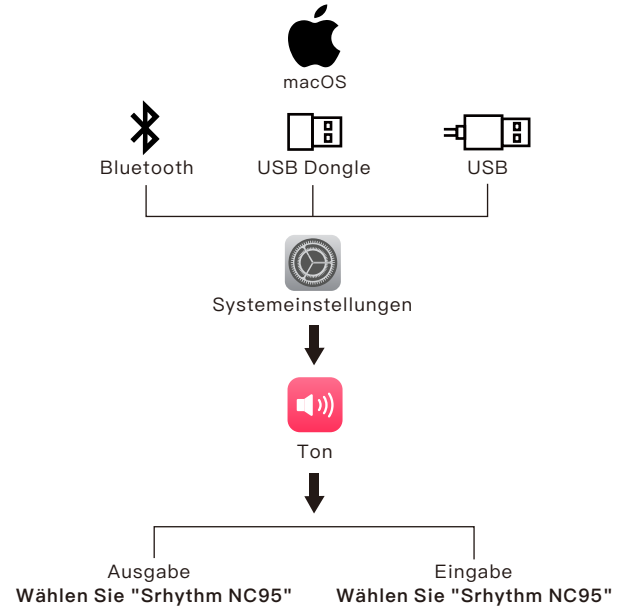 macOS
Bluetooth
USB Dongle
USB
Systemeinstellungen
Ton
Ausgabe
Wählen Sie "Srhythm NC95"
Eingabe
Wählen Sie "Srhythm NC95"